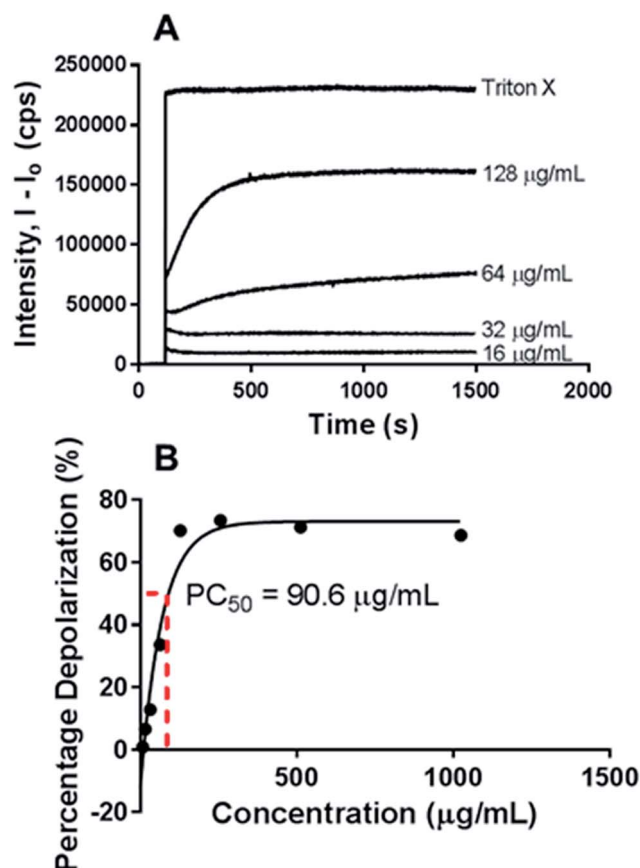 A
Intensity, I - I₀ (cps)
250000
200000
150000
100000
50000
0
Triton X
128 μg/mL
64 μg/mL
32 μg/mL
16 μg/mL
0 500 1000 1500 2000
Time (s)
B
Percentage Depolarization (%)
80
60
40
20
0
-20
PC₅₀ = 90.6 μg/mL
500 1000 1500
Concentration (μg/mL)